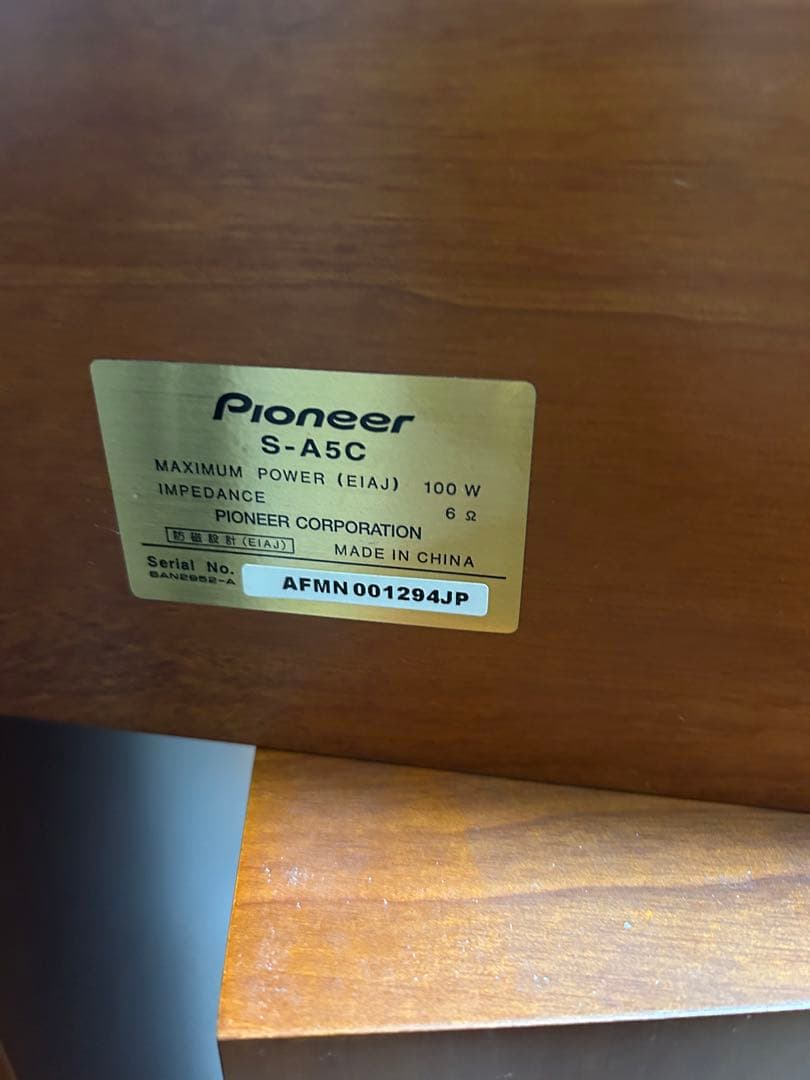 Pioneer
S-A5C
MAXIMUM POWER (EIAJ) 100 W
IMPEDANCE 6 Ω
PIONEER CORPORATION
防磁設計(EIAJ) MADE IN CHINA
Serial No. AFMN001294JP
SAN2952-A